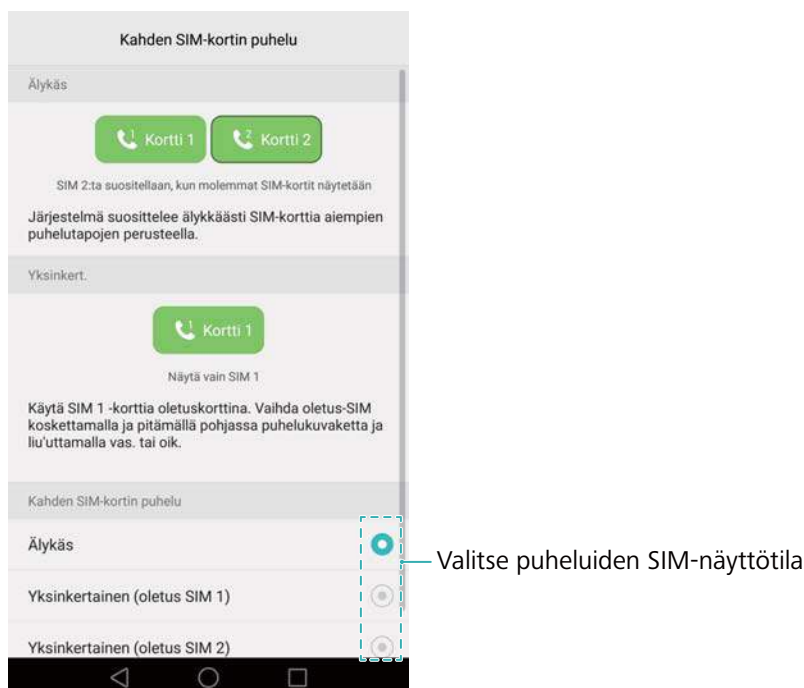 Kahden SIM-kortin puhelu
Älykäs
1 Kortti 1
2 Kortti 2
SIM 2:ta suositellaan, kun molemmat SIM-kortit näytetään
Järjestelmä suosittelee älykkäästi SIM-korttia aiempien
puhelutapojen perusteella.
Yksinkert.
1 Kortti 1
Näytä vain SIM 1
Käytä SIM 1 -korttia oletuskorttina. Vaihda oletus-SIM
koskettamalla ja pitämällä pohjassa puhelukuvaketta ja
liu'uttamalla vas. tai oik.
Kahden SIM-kortin puhelu
Älykäs
Valitse puheluiden SIM-näyttötila
Yksinkertainen (oletus SIM 1)
Yksinkertainen (oletus SIM 2)